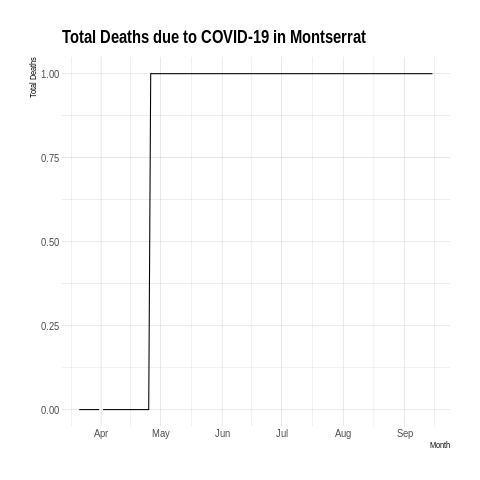 Total Deaths due to COVID-19 in Montserrat
Total Deaths
1.00
0.75
0.50
0.25
0.00
Apr May Jun Jul Aug Sep
Month